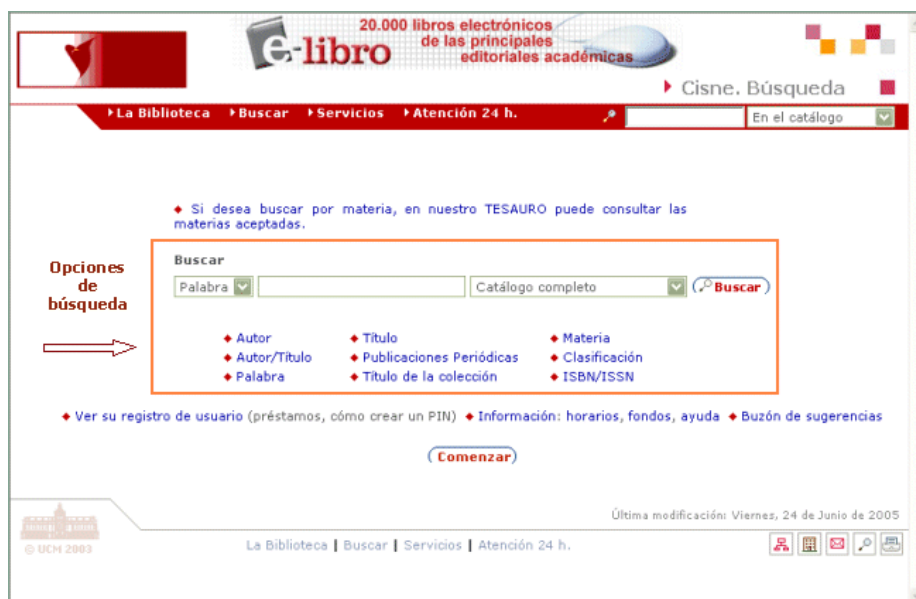 20.000 libros electrónicos
de las principales
editoriales académicas
e-libro
Cisne. Búsqueda
La Biblioteca Buscar Servicios Atención 24 h. En el catálogo
Si desea buscar por materia, en nuestro TESAURO puede consultar las
materias aceptadas.
Opciones
de
búsqueda
Buscar
Palabra Catálogo completo Buscar
Autor Título Materia
Autor/Título Publicaciones Periódicas Clasificación
Palabra Título de la colección ISBN/ISSN
Ver su registro de usuario (préstamos, cómo crear un PIN) Información: horarios, fondos, ayuda Buzón de sugerencias
Comenzar
Última modificación: Viernes, 24 de Junio de 2005
© UCM 2003
La Biblioteca | Buscar | Servicios | Atención 24 h.